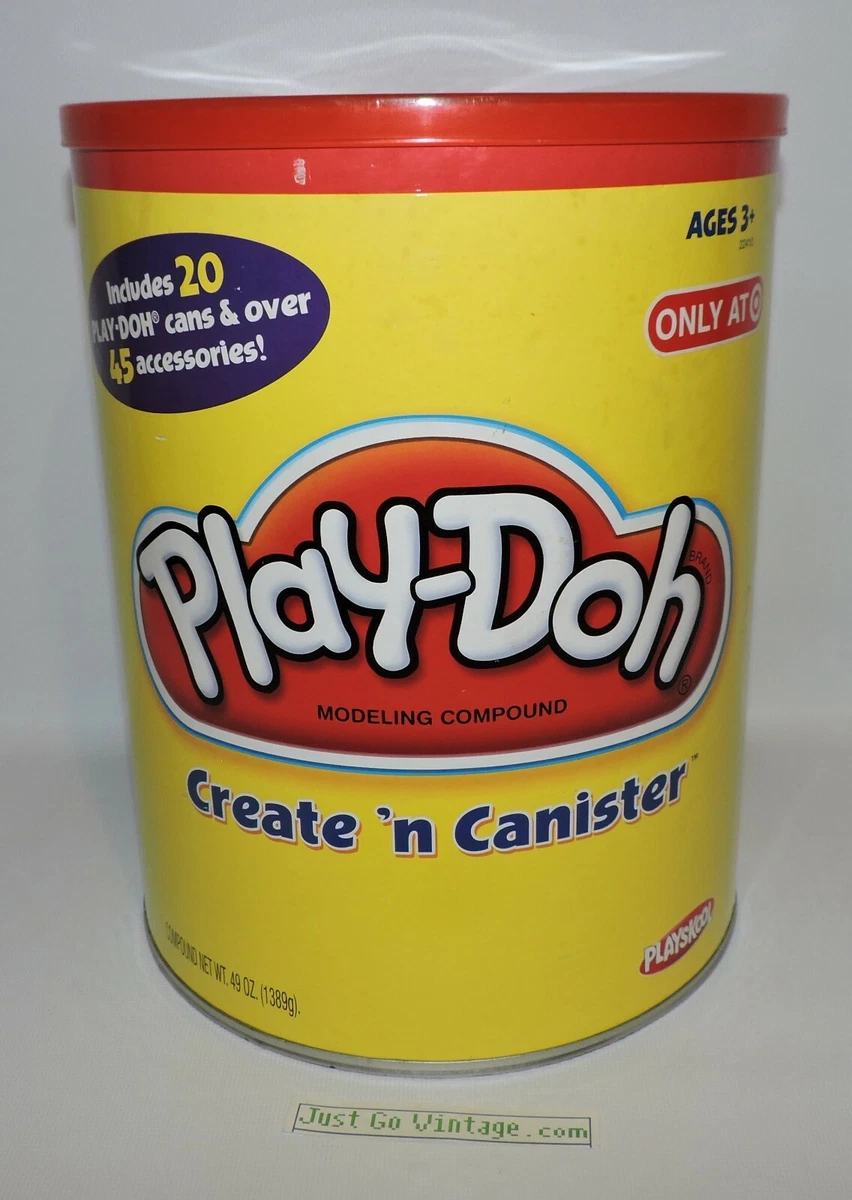 AGES 3+
Includes 20
PLAY-DOH® cans & over
45 accessories!
ONLY AT
Play-Doh
BRAND
®
MODELING COMPOUND
Create 'n Canister™
PLAYSKOOL
COMPOUND NET WT. 49 OZ. (1389g).
Just Go Vintage.com